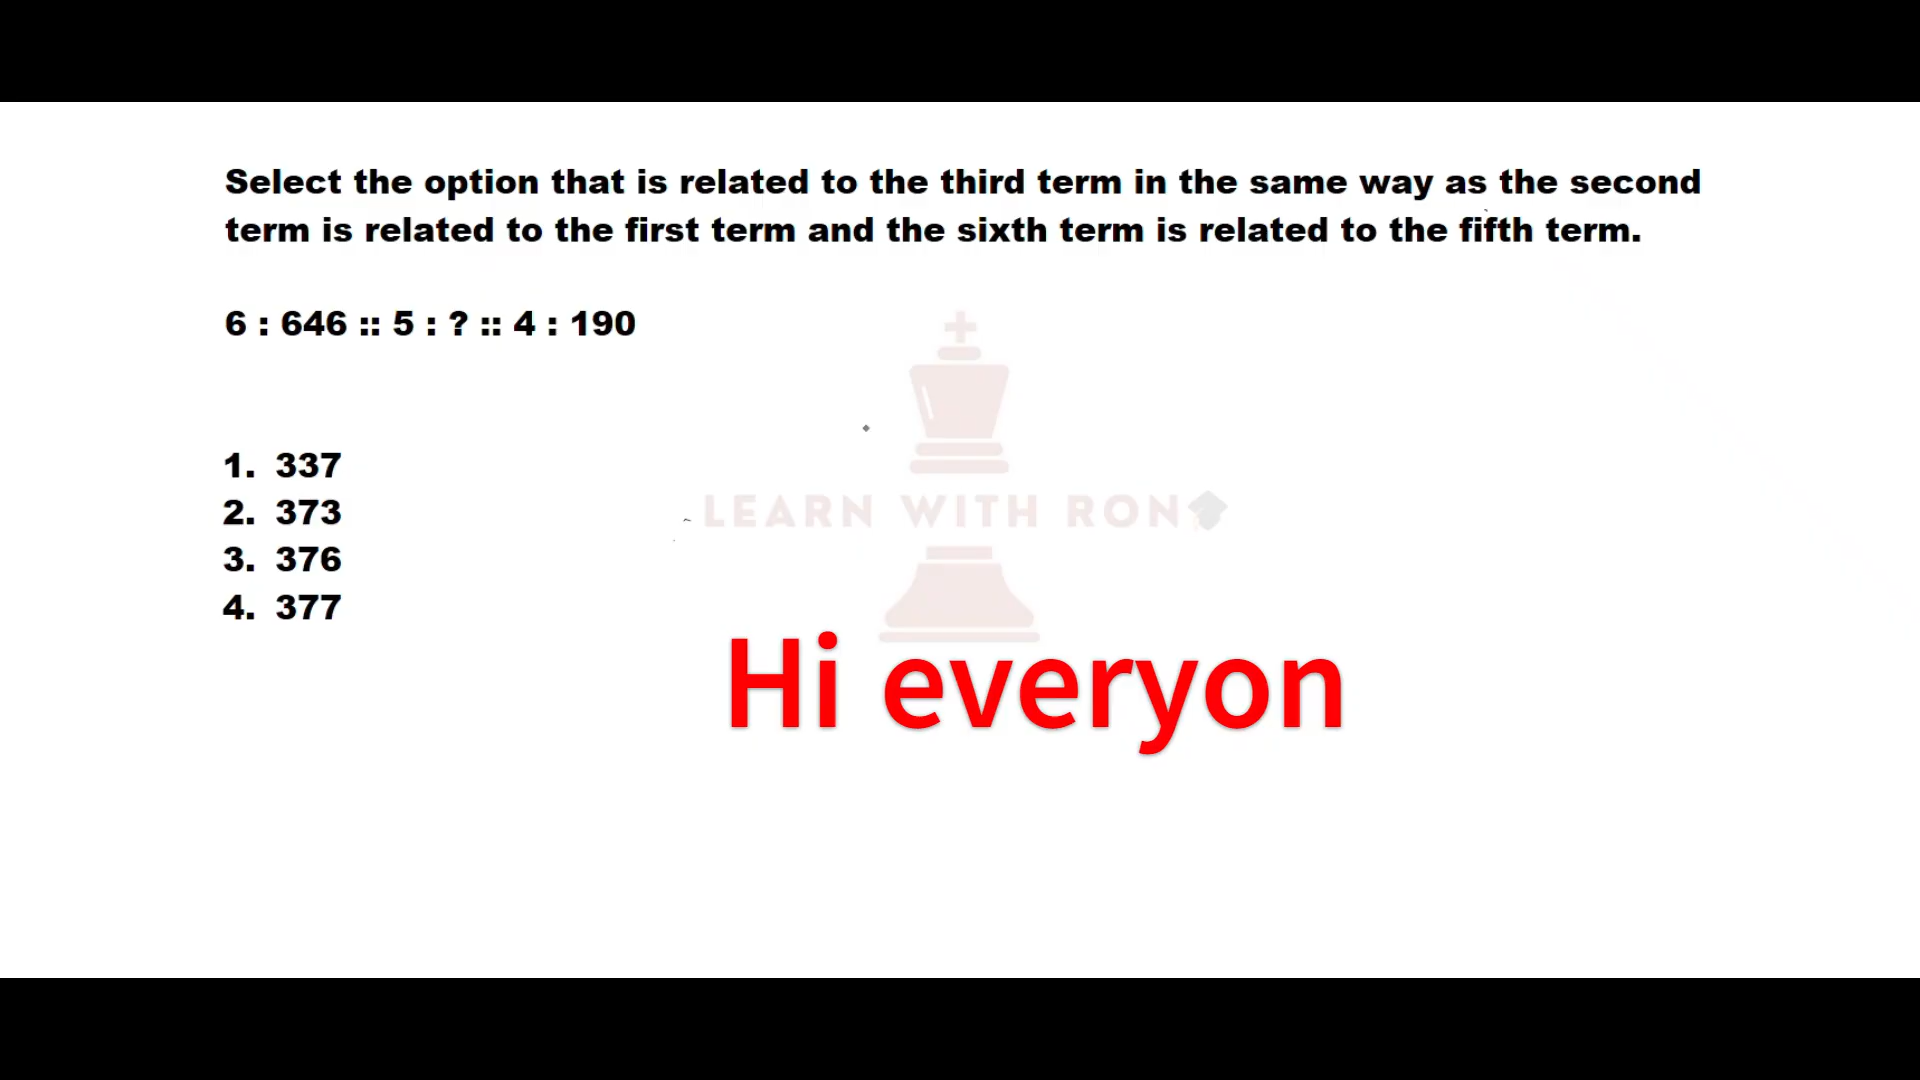 Select the option that is related to the third term in the same way as the second
term is related to the first term and the sixth term is related to the fifth term.
6 : 646 :: 5 : ? :: 4 : 190
1. 337
2. 373
3. 376
4. 377
LEARN WITH RON
Hi everyon